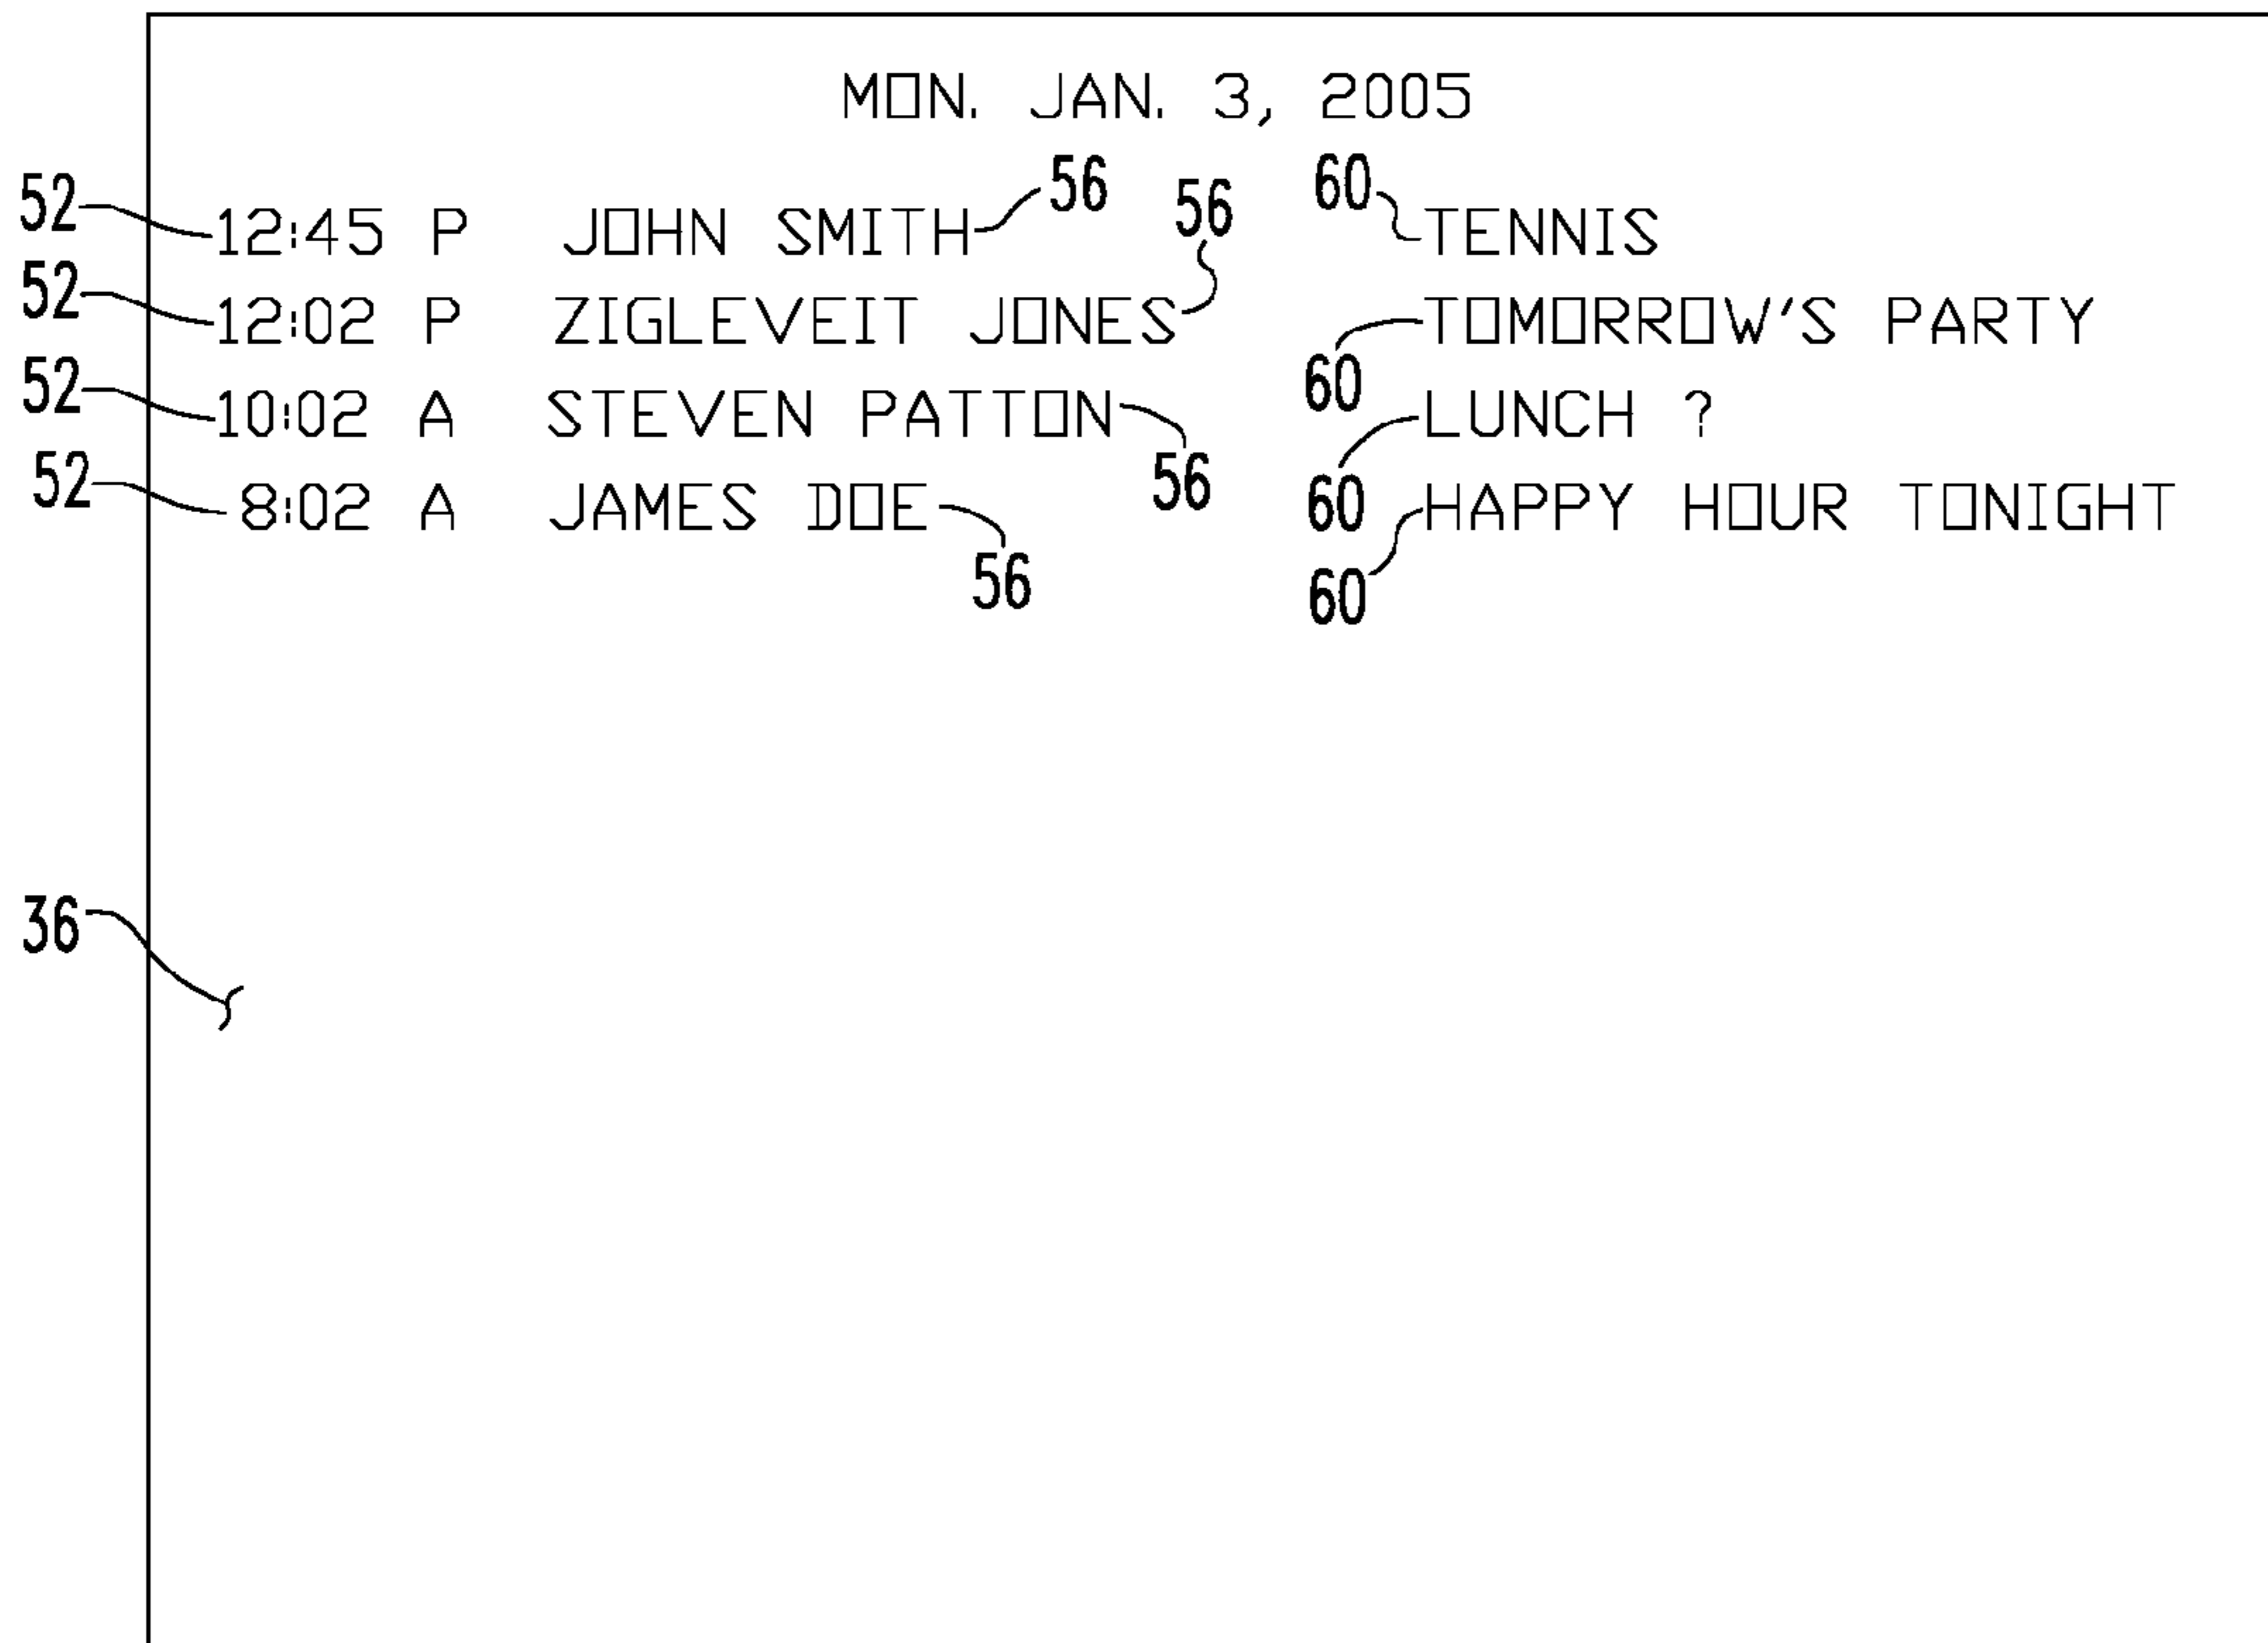 MON. JAN. 3, 2005
52 12:45 P JOHN SMITH 56 56 60 TENNIS
52 12:02 P ZIGLEVEIT JONES 60 TOMORROW'S PARTY
52 10:02 A STEVEN PATTON 56 60 LUNCH ?
52 8:02 A JAMES DOE 56 60 HAPPY HOUR TONIGHT
36